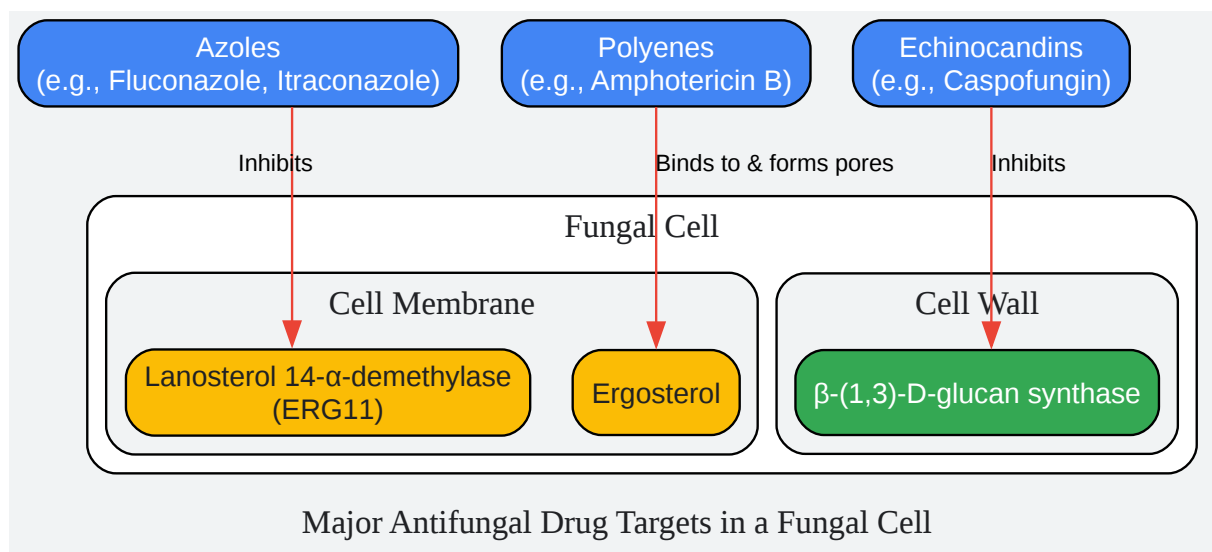 Azoles
(e.g., Fluconazole, Itraconazole)
Polyenes
(e.g., Amphotericin B)
Echinocandins
(e.g., Caspofungin)
Inhibits
Binds to & forms pores
Inhibits
Fungal Cell
Cell Membrane
Cell Wall
Lanosterol 14-α-demethylase
(ERG11)
Ergosterol
β-(1,3)-D-glucan synthase
Major Antifungal Drug Targets in a Fungal Cell